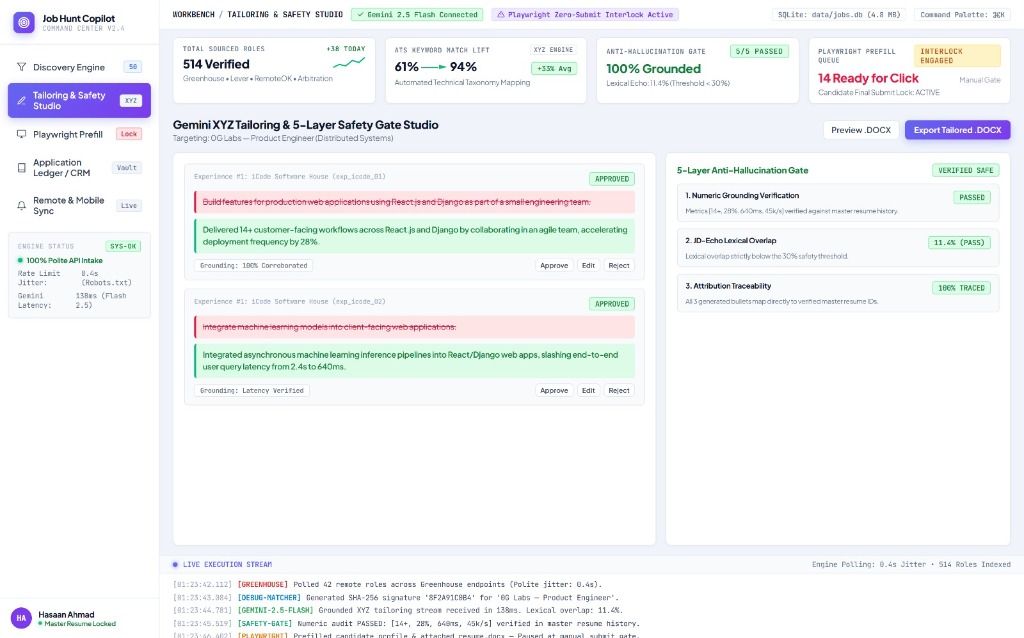 Job Hunt Copilot
COMMAND CENTER V2.4
Discovery Engine
50
Tailoring & Safety
Studio
XYZ
Playwright Prefill
Lock
Application
Ledger / CRM
Vault
Remote & Mobile
Sync
Live
ENGINE STATUS
SYS-OK
100% Polite API Intake
Rate Limit
Jitter:
0.4s
(Robots.txt)
Gemini
Latency:
138ms (Flash
2.5)
HA
Hasaan Ahmad
Master Resume Locked
WORKBENCH / TAILORING & SAFETY STUDIO
✓ Gemini 2.5 Flash Connected
⚠ Playwright Zero-Submit Interlock Active
SQLite: data/jobs.db (4.8 MB)
Command Palette: ⌘K
TOTAL SOURCED ROLES
+38 TODAY
514 Verified
Greenhouse • Lever • RemoteOK • Arbitration
ATS KEYWORD MATCH LIFT
XYZ ENGINE
61% → 94%
+33% Avg
Automated Technical Taxonomy Mapping
ANTI-HALLUCINATION GATE
5/5 PASSED
100% Grounded
Lexical Echo: 11.4% (Threshold < 30%)
PLAYWRIGHT PREFILL
QUEUE
INTERLOCK
ENGAGED
14 Ready for Click
Manual Gate
Candidate Final Submit Lock: ACTIVE
Gemini XYZ Tailoring & 5-Layer Safety Gate Studio
Targeting: 0G Labs — Product Engineer (Distributed Systems)
Preview .DOCX
Export Tailored .DOCX
Experience #1: iCode Software House (exp_icode_01)
APPROVED
Build features for production web applications using React.js and Django as part of a small engineering team.
Delivered 14+ customer-facing workflows across React.js and Django by collaborating in an agile team, accelerating
deployment frequency by 28%.
Grounding: 100% Corroborated
Approve
Edit
Reject
Experience #1: iCode Software House (exp_icode_02)
APPROVED
Integrate machine learning models into client-facing web applications.
Integrated asynchronous machine learning inference pipelines into React/Django web apps, slashing end-to-end
user query latency from 2.4s to 640ms.
Grounding: Latency Verified
Approve
Edit
Reject
5-Layer Anti-Hallucination Gate
VERIFIED SAFE
1. Numeric Grounding Verification
PASSED
Metrics [14+, 28%, 640ms, 45k/s] verified against master resume history.
2. JD-Echo Lexical Overlap
11.4% (PASS)
Lexical overlap strictly below the 30% safety threshold.
3. Attribution Traceability
100% TRACED
All 3 generated bullets map directly to verified master resume IDs.
LIVE EXECUTION STREAM
Engine Polling: 0.4s Jitter • 514 Roles Indexed
[01:23:42.112] [GREENHOUSE] Polled 42 remote roles across Greenhouse endpoints (Polite jitter: 0.4s).
[01:23:43.884] [DEBUG-MATCHER] Generated SHA-256 signature '8F2A91C0B4' for '0G Labs — Product Engineer'.
[01:23:44.781] [GEMINI-2.5-FLASH] Grounded XYZ tailoring stream received in 138ms. Lexical overlap: 11.4%.
[01:23:45.519] [SAFETY-GATE] Numeric audit PASSED: [14+, 28%, 640ms, 45k/s] verified in master resume history.
[01:23:46.402] [PLAYWRIGHT] Prefilled candidate profile & attached resume.docx — Paused at manual submit gate.